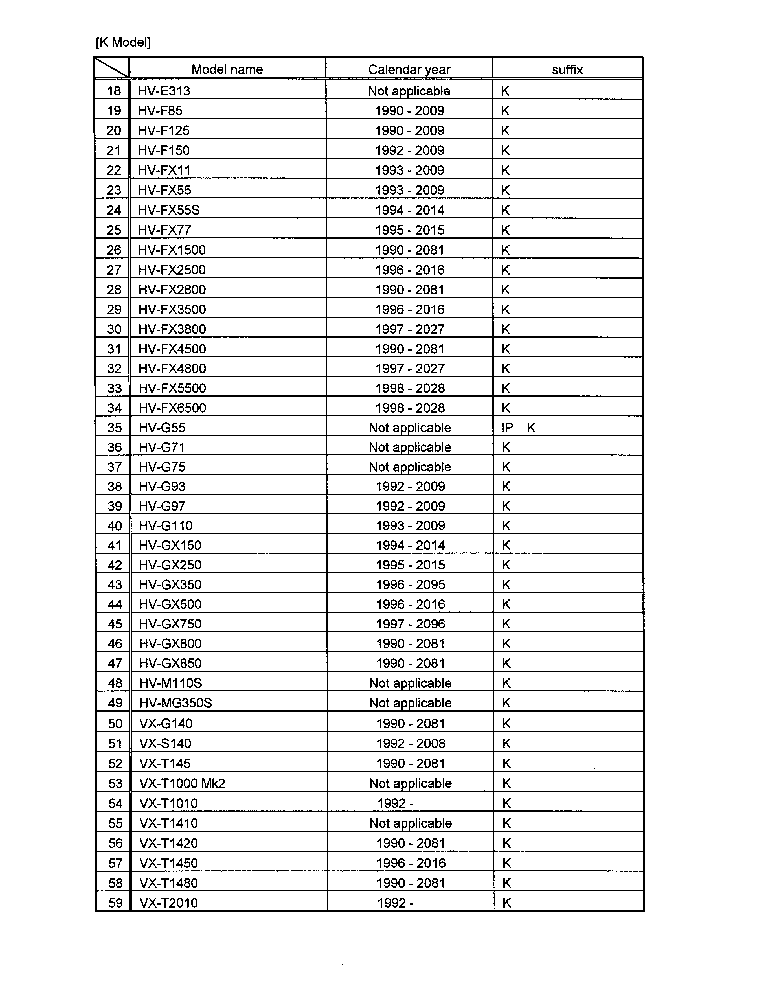 [K Model]
Model name Calendar year suffix
18 HV-E313 Not applicable K
19 HV-F85 1990 - 2009 K
20 HV-F125 1990 - 2009 K
21 HV-F150 1992 - 2009 K
22 HV-FX11 1993 - 2009 K
23 HV-FX55 1993 - 2009 K
24 HV-FX55S 1994 - 2014 K
25 HV-FX77 1995 - 2015 K
26 HV-FX1500 1990 - 2081 K
27 HV-FX2500 1996 - 2016 K
28 HV-FX2800 1990 - 2081 K
29 HV-FX3500 1996 - 2016 K
30 HV-FX3800 1997 - 2027 K
31 HV-FX4500 1990 - 2081 K
32 HV-FX4800 1997 - 2027 K
33 HV-FX5500 1998 - 2028 K
34 HV-FX6500 1998 - 2028 K
35 HV-G55 Not applicable IP K
36 HV-G71 Not applicable K
37 HV-G75 Not applicable K
38 HV-G93 1992 - 2009 K
39 HV-G97 1992 - 2009 K
40 HV-G110 1993 - 2009 K
41 HV-GX150 1994 - 2014 K
42 HV-GX250 1995 - 2015 K
43 HV-GX350 1996 - 2095 K
44 HV-GX500 1996 - 2016 K
45 HV-GX750 1997 - 2096 K
46 HV-GX800 1990 - 2081 K
47 HV-GX850 1990 - 2081 K
48 HV-M110S Not applicable K
49 HV-MG350S Not applicable K
50 VX-G140 1990 - 2081 K
51 VX-S140 1992 - 2008 K
52 VX-T145 1990 - 2081 K
53 VX-T1000 Mk2 Not applicable K
54 VX-T1010 1992 - K
55 VX-T1410 Not applicable K
56 VX-T1420 1990 - 2081 K
57 VX-T1450 1996 - 2016 K
58 VX-T1480 1990 - 2081 K
59 VX-T2010 1992 - K